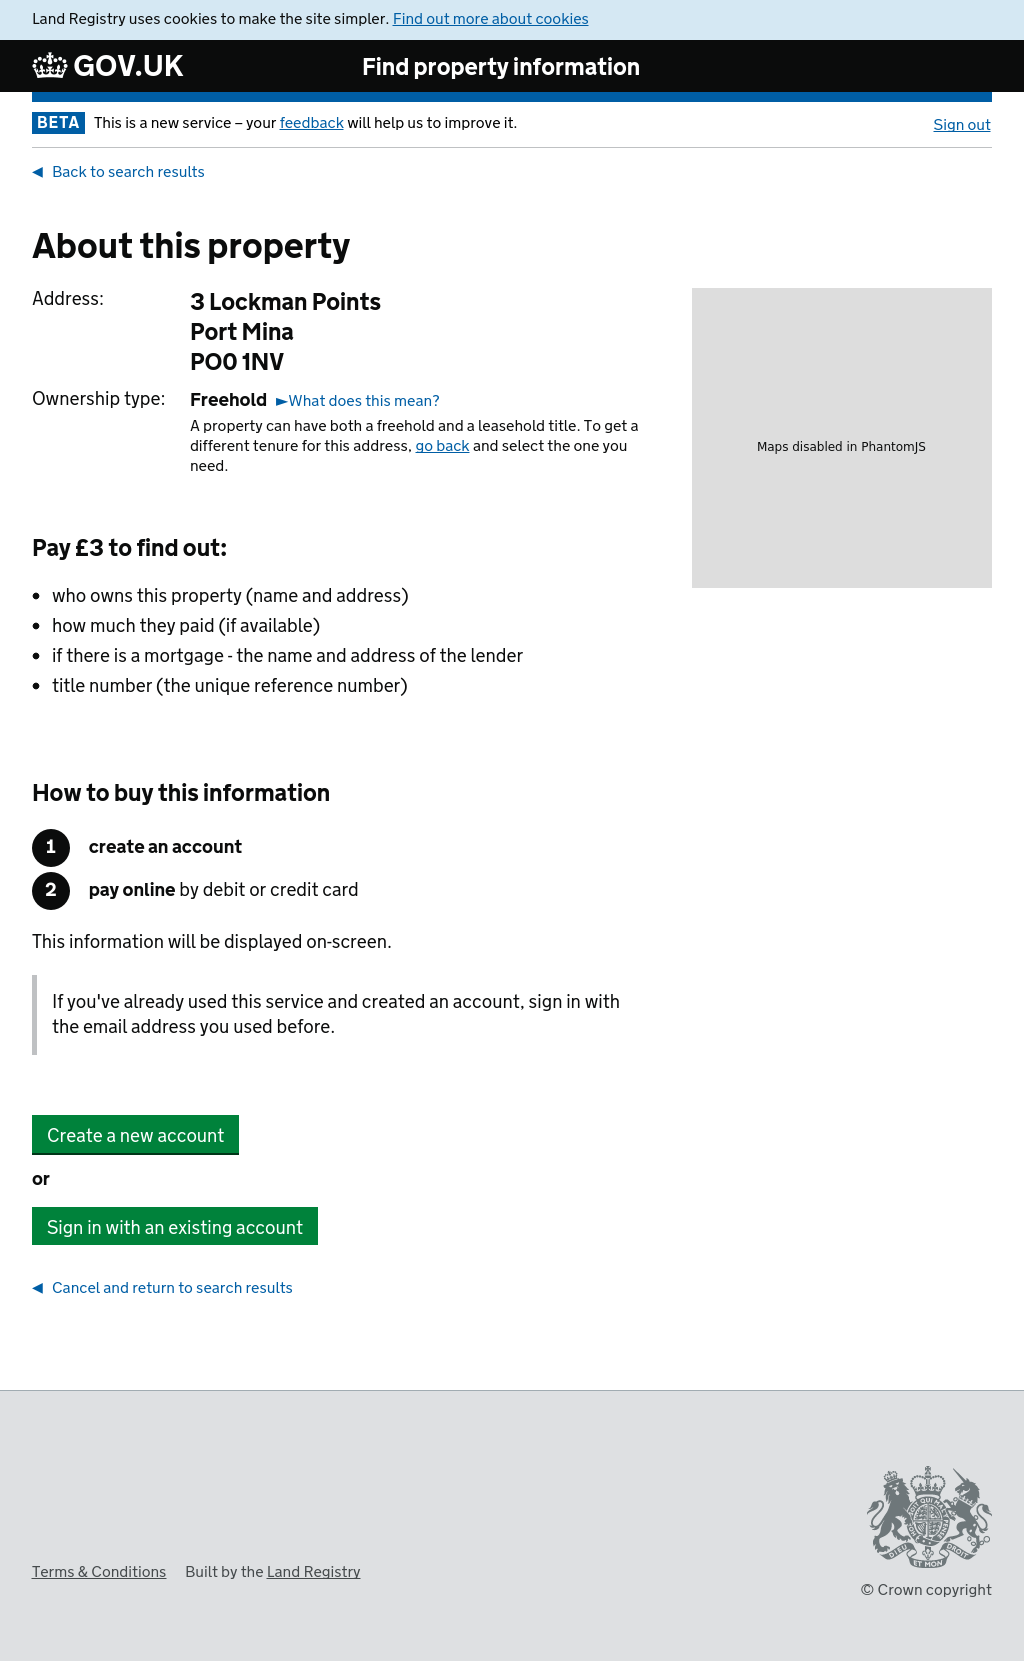 Land Registry uses cookies to make the site simpler. Find out more about cookies
GOV.UK
Find property information
BETA This is a new service – your feedback will help us to improve it.
Sign out
◀ Back to search results
About this property
Address:
3 Lockman Points
Port Mina
PO0 1NV
Ownership type:
Freehold ►What does this mean?
A property can have both a freehold and a leasehold title. To get a
different tenure for this address, go back and select the one you
need.
Maps disabled in PhantomJS
Pay £3 to find out:
• who owns this property (name and address)
• how much they paid (if available)
• if there is a mortgage - the name and address of the lender
• title number (the unique reference number)
How to buy this information
1 create an account
2 pay online by debit or credit card
This information will be displayed on-screen.
If you've already used this service and created an account, sign in with
the email address you used before.
Create a new account
or
Sign in with an existing account
◀ Cancel and return to search results
DIEU ET MON DROIT
Terms & Conditions Built by the Land Registry
© Crown copyright